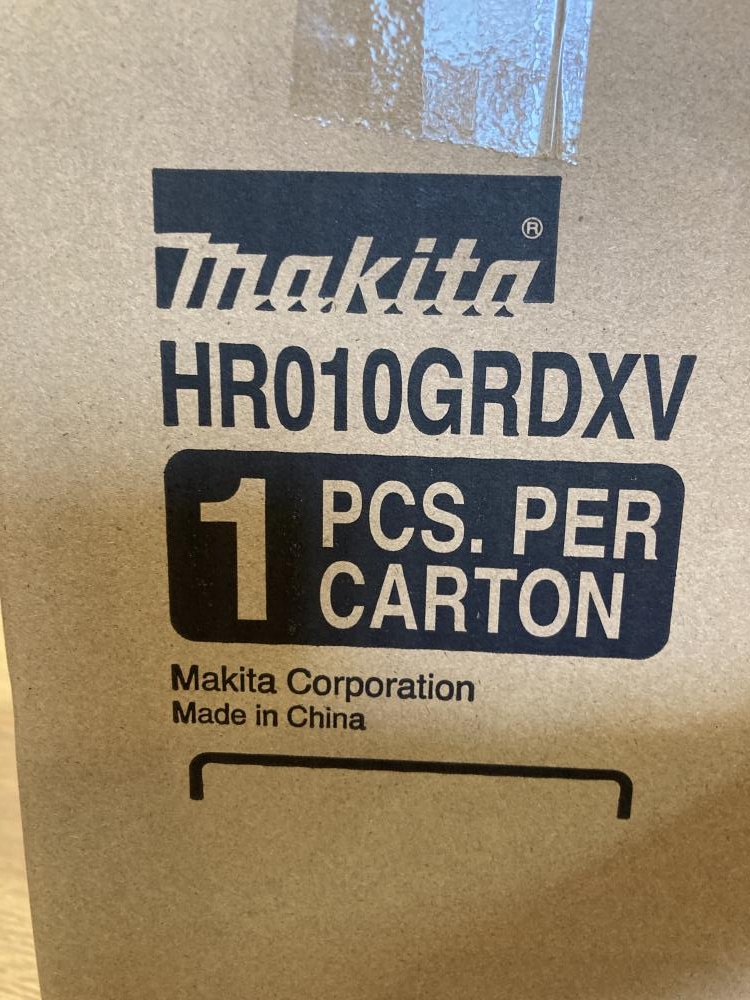 makita®
HR010GRDXV
1 PCS. PER
CARTON
Makita Corporation
Made in China